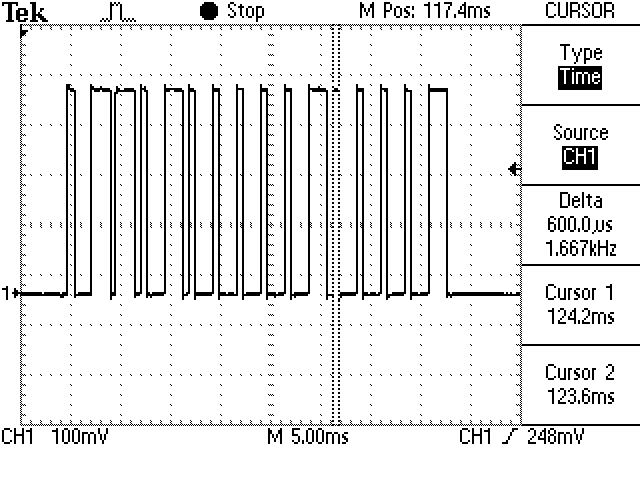 Tek Stop M Pos: 117.4ms CURSOR
Type
Time
Source
CH1
Delta
600.0µs
1.667kHz
Cursor 1
124.2ms
Cursor 2
123.6ms
1
CH1 100mV M 5.00ms CH1 248mV